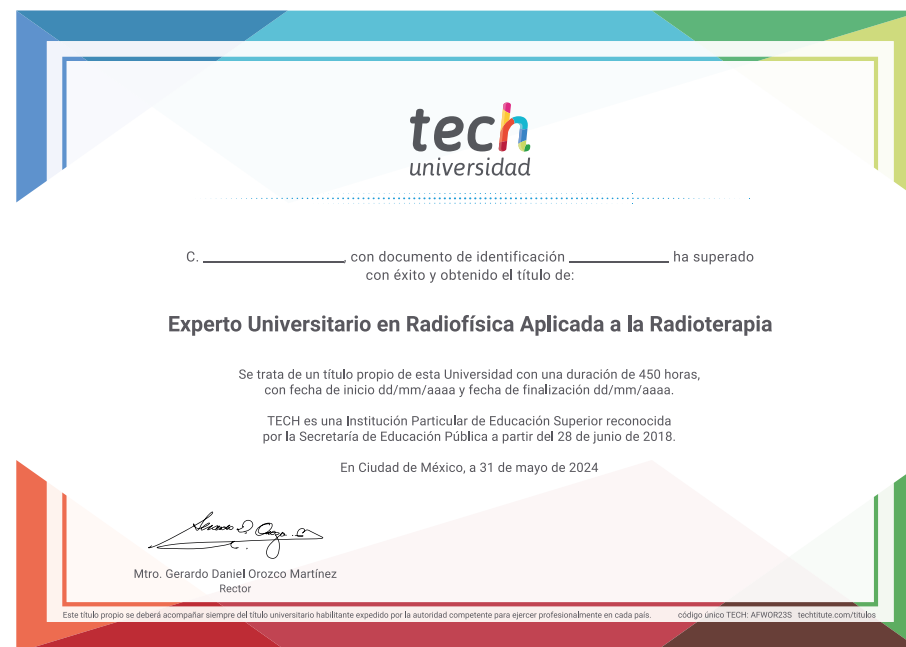 tech
universidad
C. ____________, con documento de identificación ____________ ha superado
con éxito y obtenido el título de:
Experto Universitario en Radiofísica Aplicada a la Radioterapia
Se trata de un título propio de esta Universidad con una duración de 450 horas,
con fecha de inicio dd/mm/aaaa y fecha de finalización dd/mm/aaaa.
TECH es una Institución Particular de Educación Superior reconocida
por la Secretaría de Educación Pública a partir del 28 de junio de 2018.
En Ciudad de México, a 31 de mayo de 2024
Mtro. Gerardo Daniel Orozco Martínez
Rector
Este título propio se deberá acompañar siempre del título universitario habilitante expedido por la autoridad competente para ejercer profesionalmente en cada país. código único TECH: AFWOR23S techtitute.com/titulos